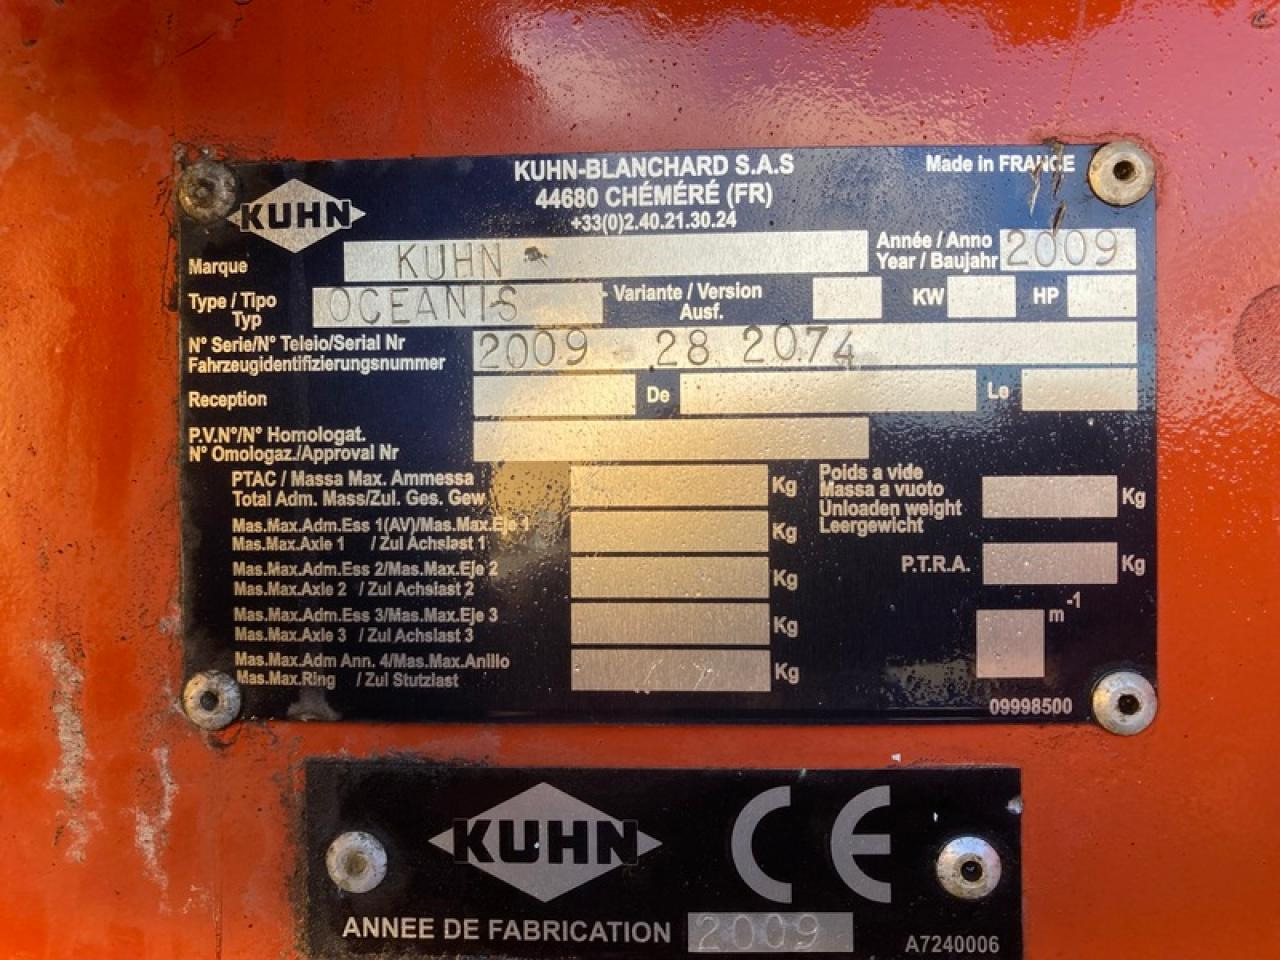 KUHN-BLANCHARD S.A.S
44680 CHÉMÉRÉ (FR)
+33(0)2.40.21.30.24
Made in FRANCE
KUHN
Marque KUHN
Année / Anno
Year / Baujahr 2009
Type / Tipo
Typ OCEANIS
Variante / Version
Ausf.
KW
HP
N° Serie/N° Teleio/Serial Nr
Fahrzeugidentifizierungsnummer 2009 28 2074
Reception
De
Le
P.V.N°/N° Homologat.
N° Omologaz./Approval Nr
PTAC / Massa Max. Ammessa
Total Adm. Mass/Zul. Ges. Gew
Kg
Mas.Max.Adm.Ess 1(AV)/Mas.Max.Eje 1
Mas.Max.Axle 1 / Zul Achslast 1
Kg
Mas.Max.Adm.Ess 2/Mas.Max.Eje 2
Mas.Max.Axle 2 / Zul Achslast 2
Kg
Mas.Max.Adm.Ess 3/Mas.Max.Eje 3
Mas.Max.Axle 3 / Zul Achslast 3
Kg
Mas.Max.Adm Ann. 4/Mas.Max.Anillo
Mas.Max.Ring / Zul Stutzlast
Kg
Poids a vide
Massa a vuoto
Unloaden weight
Leergewicht
Kg
P.T.R.A.
Kg
m-1
09998500
KUHN
CE
ANNEE DE FABRICATION 2009
A7240006